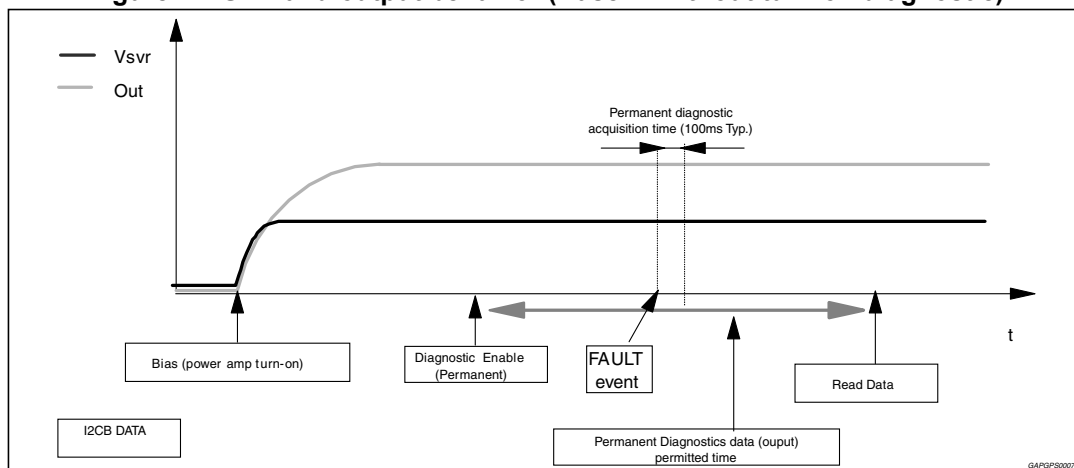 Vsvr
Out
Permanent diagnostic
acquisition time (100ms Typ.)
t
Bias (power amp turn-on)
Diagnostic Enable
(Permanent)
FAULT
event
Read Data
I2CB DATA
Permanent Diagnostics data (ouput)
permitted time
GAPGPS0007